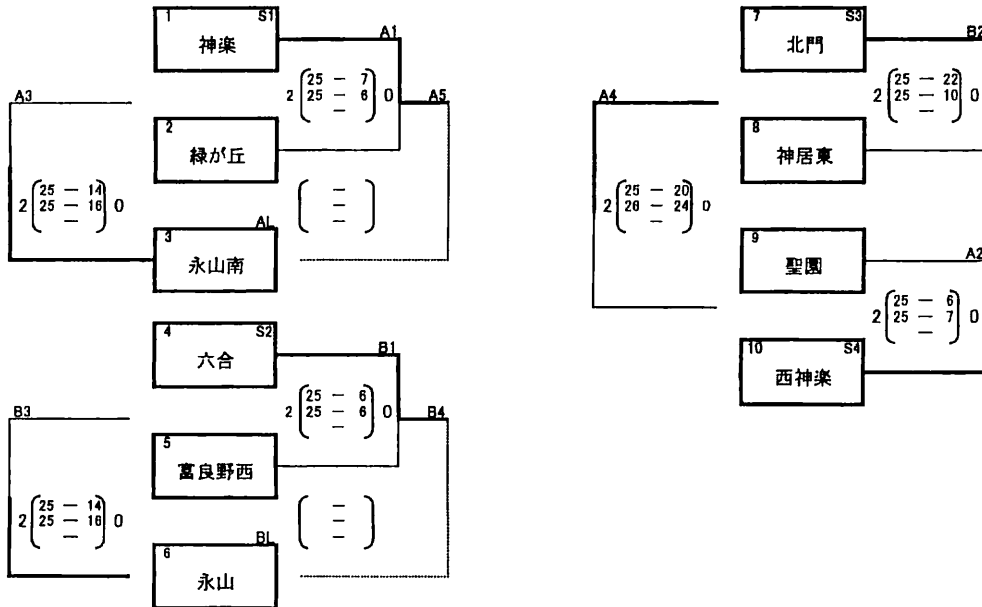 1 S1
神楽
A1
2 25 ― 7 0
25 ― 6
―
A3
A5
2
緑が丘
2 25 ― 14 0
25 ― 16
―
―
―
―
AL
3
永山南
4 S2
六合
B1
2 25 ― 6 0
25 ― 6
―
B3
B4
5
富良野西
2 25 ― 14 0
25 ― 16
―
―
―
―
BL
6
永山
7 S3
北門
B2
2 25 ― 22 0
25 ― 10
―
A4
8
神居東
2 25 ― 20 0
26 ― 24
―
9
聖園
A2
2 25 ― 6 0
25 ― 7
―
10 S4
西神楽